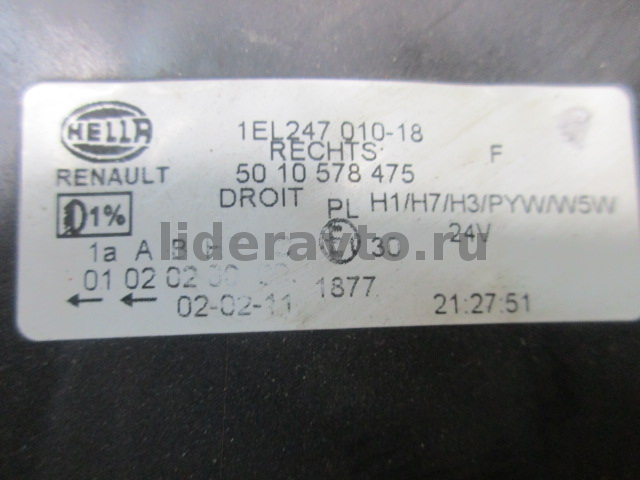 HELLA
1EL247 010-18
RECHTS
F
RENAULT
50 10 578 475
DROIT
PL H1/H7/H3/PYW/W5W
1%
24V
lideravto.ru
1a A B
E
30
01 02 02
1877
02-02-11
21:27:51